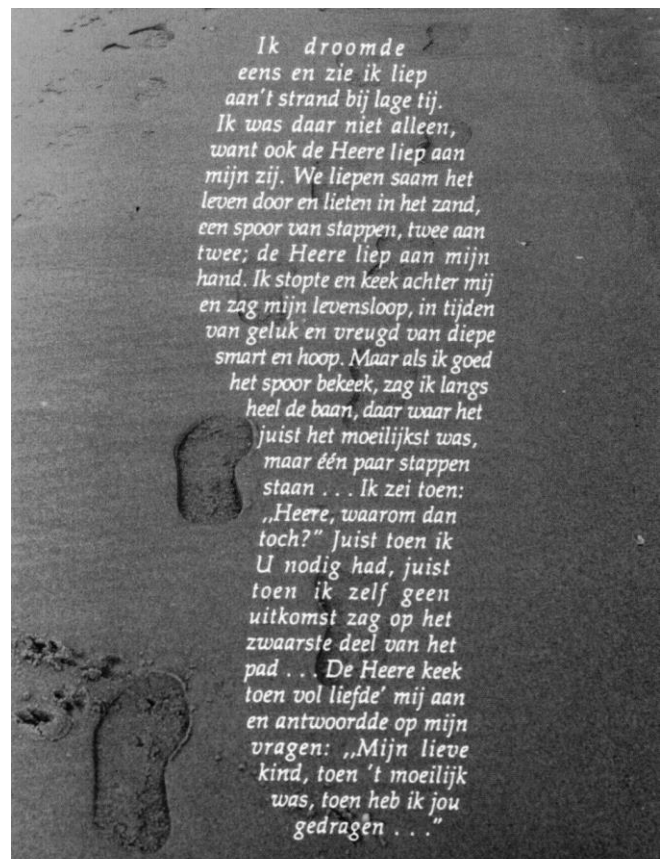 Ik droomde
eens en zie ik liep
aan't strand bij lage tij.
Ik was daar niet alleen,
want ook de Heere liep aan
mijn zij. We liepen saam het
leven door en lieten in het zand,
een spoor van stappen, twee aan
twee; de Heere liep aan mijn
hand. Ik stopte en keek achter mij
en zag mijn levensloop, in tijden
van geluk en vreugd van diepe
smart en hoop. Maar als ik goed
het spoor bekeek, zag ik langs
heel de baan, daar waar het
juist het moeilijkst was,
maar één paar stappen
staan . . . Ik zei toen:
„Heere, waarom dan
toch?” Juist toen ik
U nodig had, juist
toen ik zelf geen
uitkomst zag op het
zwaarste deel van het
pad . . . De Heere keek
toen vol liefde’ mij aan
en antwoordde op mijn
vragen: „Mijn lieve
kind, toen ’t moeilijk
was, toen heb ik jou
gedragen . . .”